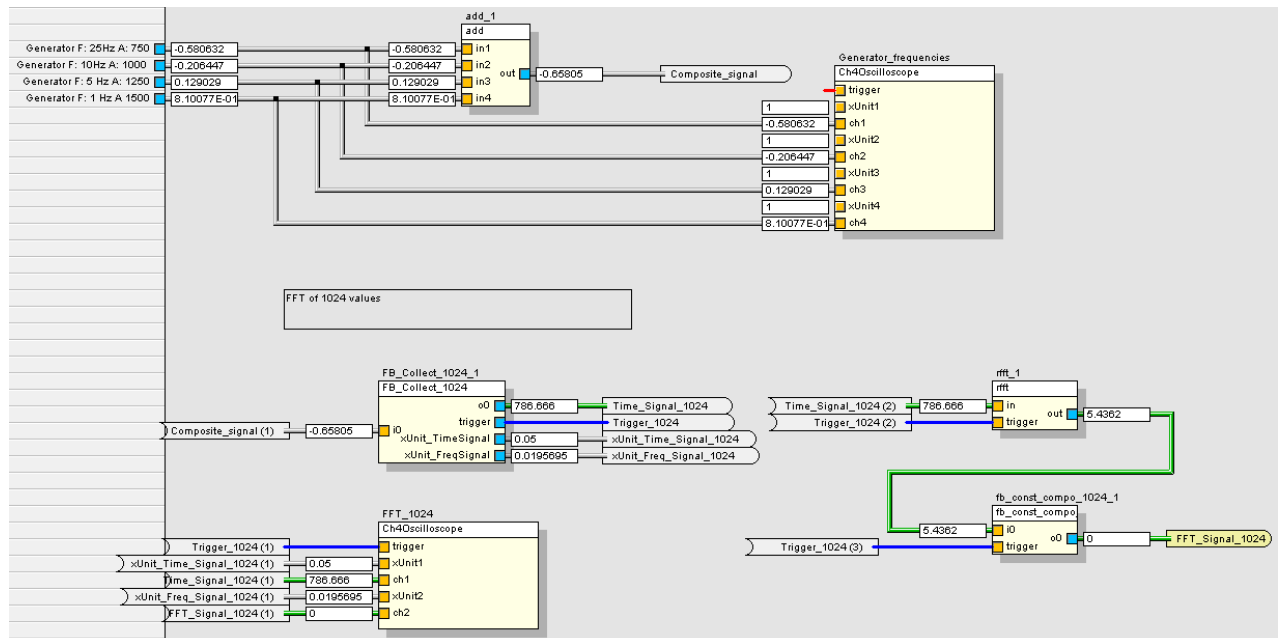 add_1
add
Generator F: 25Hz A: 750 -0.580632 -0.580632 in1
Generator F: 10Hz A: 1000 -0.206447 -0.206447 in2
out -0.65805 Composite_signal
Generator F: 5 Hz A: 1250 0.129029 0.129029 in3
Generator F: 1 Hz A 1500 8.10077E-01 8.10077E-01 in4
Generator_frequencies
Ch4Oscilloscope
trigger
1 xUnit1
-0.580632 ch1
1 xUnit2
-0.206447 ch2
1 xUnit3
0.129029 ch3
1 xUnit4
8.10077E-01 ch4
FFT of 1024 values
FB_Collect_1024_1
FB_Collect_1024
o0 786.666 Time_Signal_1024
trigger Trigger_1024
Composite_signal (1) -0.65805 i0
xUnit_TimeSignal 0.05 xUnit_Time_Signal_1024
xUnit_FreqSignal 0.0195695 xUnit_Freq_Signal_1024
rfft_1
rfft
Time_Signal_1024 (2) 786.666 in
out 5.4362
Trigger_1024 (2) trigger
fb_const_compo_1024_1
fb_const_compo_
5.4362 i0
o0 0 FFT_Signal_1024
Trigger_1024 (3) trigger
FFT_1024
Ch4Oscilloscope
Trigger_1024 (1) trigger
xUnit_Time_Signal_1024 (1) 0.05 xUnit1
Time_Signal_1024 (1) 786.666 ch1
xUnit_Freq_Signal_1024 (1) 0.0195695 xUnit2
FFT_Signal_1024 (1) 0 ch2